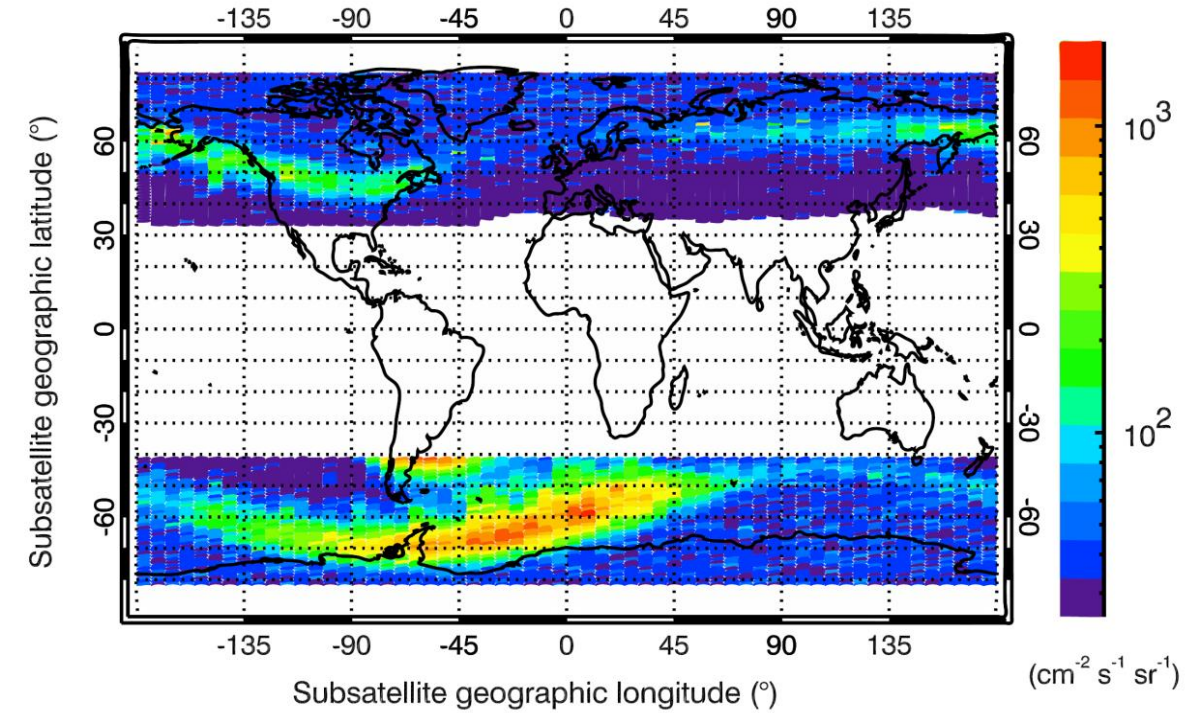 -135 -90 -45 0 45 90 135
Subsatellite geographic latitude (°)
60 30 0 -30 -60
60 30 0 -30 -60
10³
10²
-135 -90 -45 0 45 90 135
Subsatellite geographic longitude (°)
(cm⁻² s⁻¹ sr⁻¹)